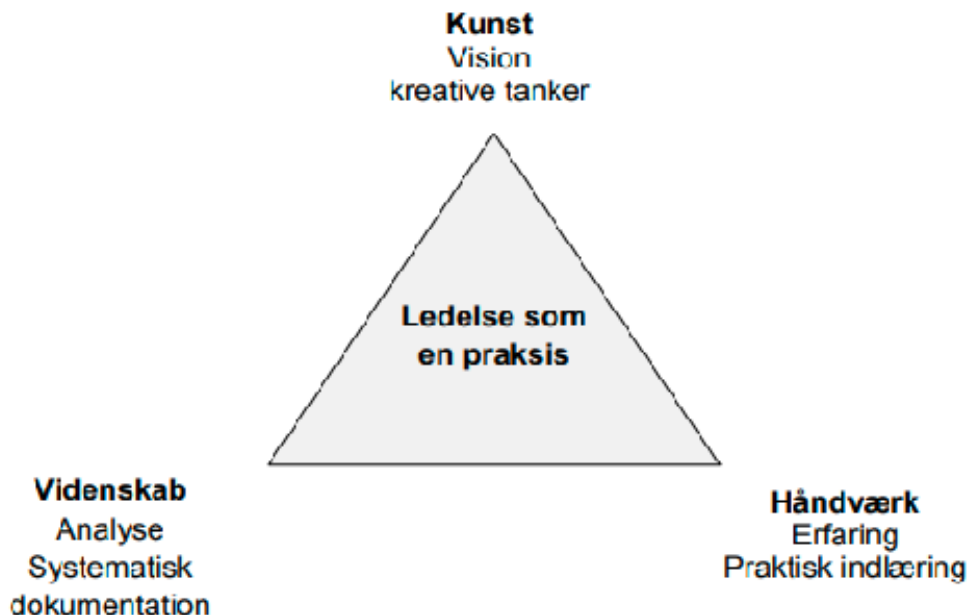 Kunst
Vision
kreative tanker
Ledelse som
en praksis
Videnskab
Analyse
Systematisk
dokumentation
Håndværk
Erfaring
Praktisk indlæring